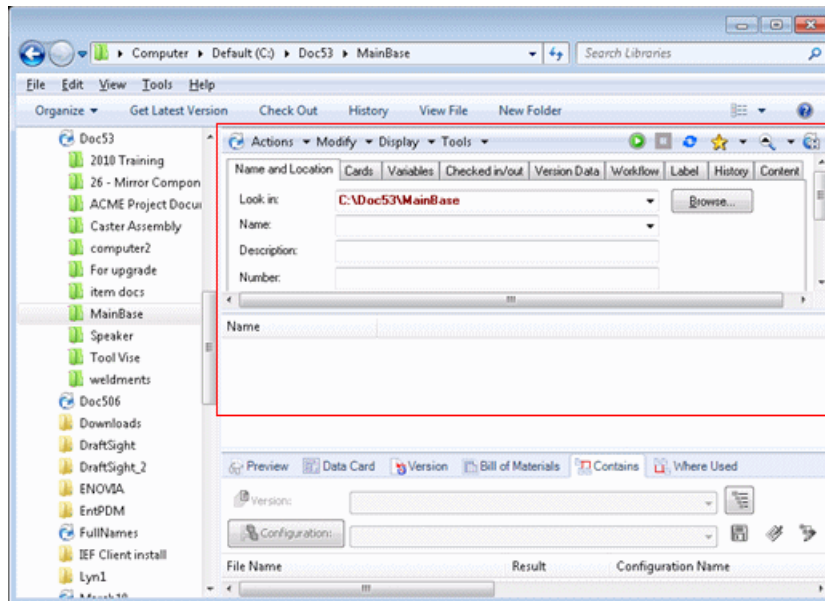 Computer Default (C:) Doc53 MainBase Search Libraries
File Edit View Tools Help
Organize Get Latest Version Check Out History View File New Folder
Doc53
2010 Training
26 - Mirror Compon
ACME Project Docu
Caster Assembly
computer2
For upgrade
item docs
MainBase
Speaker
Tool Vise
weldments
Doc506
Downloads
DraftSight
DraftSight_2
ENOVIA
EntPDM
FullNames
IEF Client install
Lyn1
Actions Modify Display Tools
Name and Location Cards Variables Checked in/out Version Data Workflow Label History Content
Look in: C:\Doc53\MainBase Browse...
Name:
Description:
Number:
Name
Preview Data Card Version Bill of Materials Contains Where Used
Version:
Configuration:
File Name Result Configuration Name